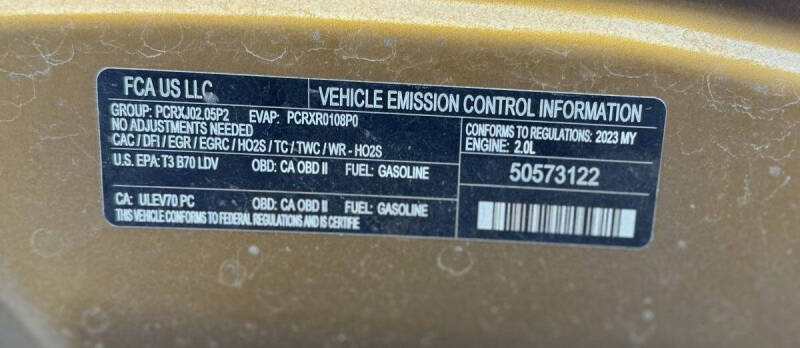 FCA US LLC
VEHICLE EMISSION CONTROL INFORMATION
GROUP: PCRXJ02.05P2 EVAP: PCRXR0108P0
NO ADJUSTMENTS NEEDED
CAC / DFI / EGR / EGRC / HO2S / TC / TWC / WR - HO2S
U.S. EPA: T3 B70 LDV OBD: CA OBD II FUEL: GASOLINE
CA: ULEV70 PC OBD: CA OBD II FUEL: GASOLINE
THIS VEHICLE CONFORMS TO FEDERAL REGULATIONS AND IS CERTIFIE
CONFORMS TO REGULATIONS: 2023 MY
ENGINE: 2.0L
50573122